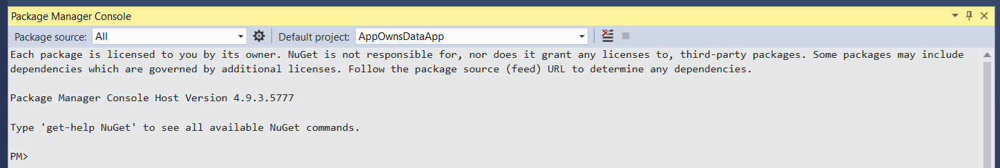 Package Manager Console
Package source: All Default project: AppOwnsDataApp
Each package is licensed to you by its owner. NuGet is not responsible for, nor does it grant any licenses to, third-party packages. Some packages may include
dependencies which are governed by additional licenses. Follow the package source (feed) URL to determine any dependencies.
Package Manager Console Host Version 4.9.3.5777
Type 'get-help NuGet' to see all available NuGet commands.
PM>